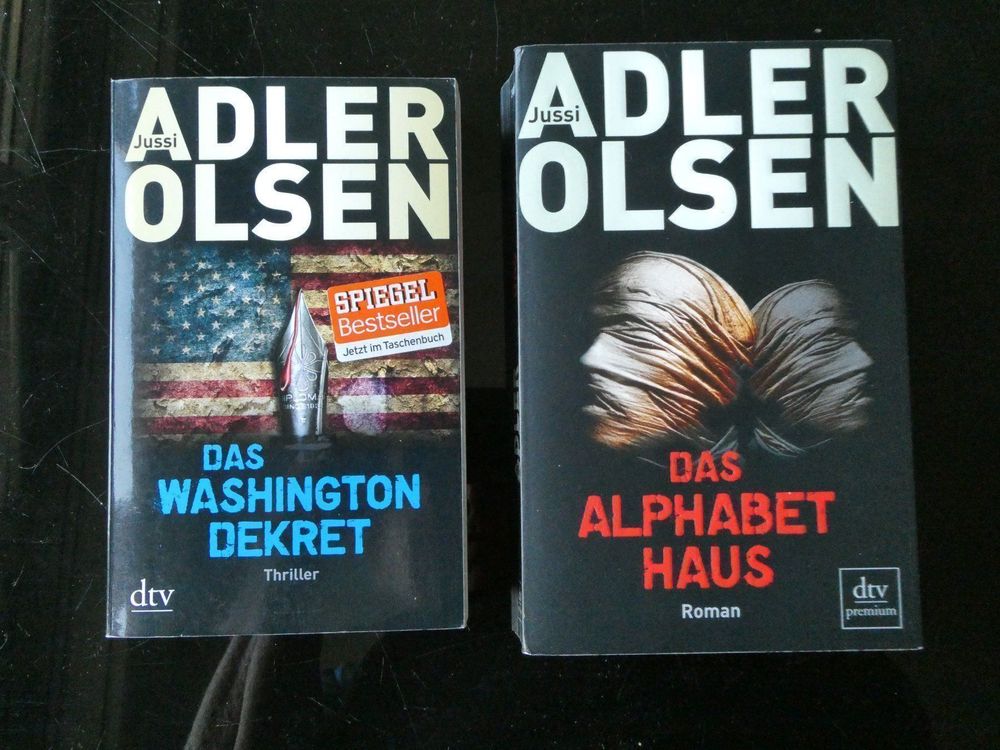 ADLER
Jussi
OLSEN
SPIEGEL
Bestseller
Jetzt im Taschenbuch
DAS
WASHINGTON
DEKRET
Thriller
dtv
ADLER
Jussi
OLSEN
DAS
ALPHABET
HAUS
Roman
dtv
premium